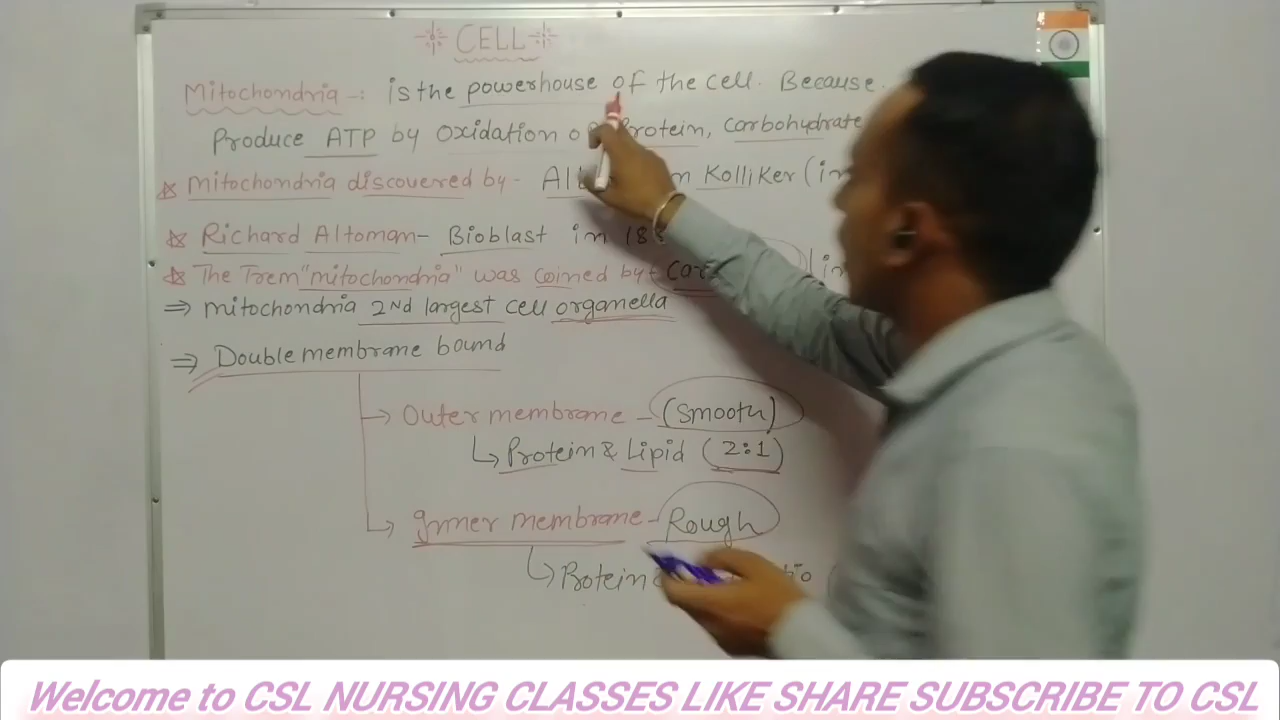 CELL
Mitochondria -: is the powerhouse of the cell. Because.
Produce ATP by Oxidation Protein, Carbohydrate
Mitochondria discovered by - Kolliker (in
Richard Altoman - Bioblast in 18
The Trem "mitochondria" was coined by -
⇒ mitochondria 2nd largest cell organella
⇒ Double membrane bound
→ Outer membrane - (smooth)
↳ Protein & Lipid (2:1)
→ Inner membrane - Rough
↳ Protein
Welcome to CSL NURSING CLASSES LIKE SHARE SUBSCRIBE TO CSL